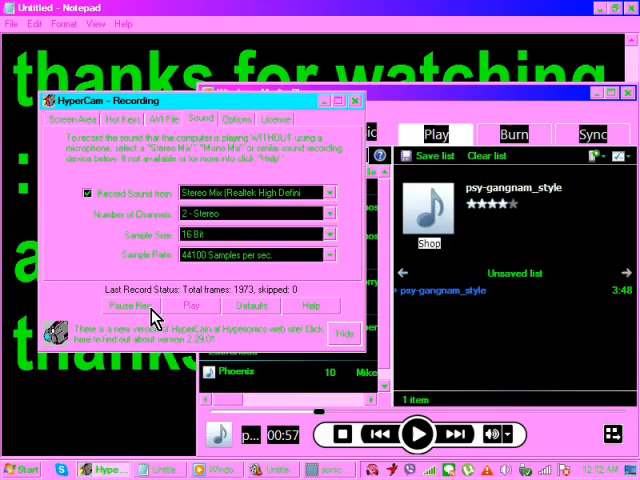 Untitled - Notepad
File Edit Format View Help
thanks for watching
HyperCam - Recording
Screen Area Hot Keys AVI File Sound Options License
To record the sound that the computer is playing WITHOUT using a
microphone, select a "Stereo Mix", "Mono Mix" or similar sound recording
device below. If not available or for more info click "Help"
Record Sound from: Stereo Mix (Realtek High Defini
Number of Channels: 2 - Stereo
Sample Size: 16 Bit
Sample Rate: 44100 Samples per sec.
Last Record Status: Total frames: 1973, skipped: 0
Pause Rec. Play Defaults Help
There is a new version of HyperCam at Hyperionics web site! Click
here to find out about version 2.29.01
Hide
thanks
Play Burn Sync
Save list Clear list
psy-gangnam_style
Shop
Unsaved list
psy-gangnam_style 3:48
Phoenix 10 Mike
1 item
p... 00:57
Start Hype... Untitle... Windo... Untitle... sonic 12:12 AM